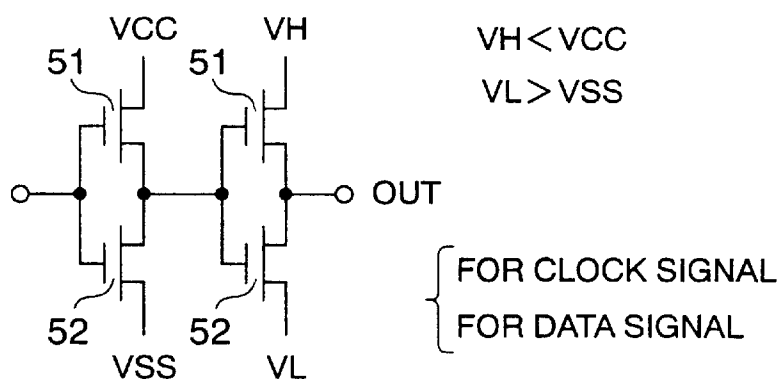 VCC
VH
VH<VCC
51
51
VL>VSS
OUT
FOR CLOCK SIGNAL
52
52
FOR DATA SIGNAL
VSS
VL